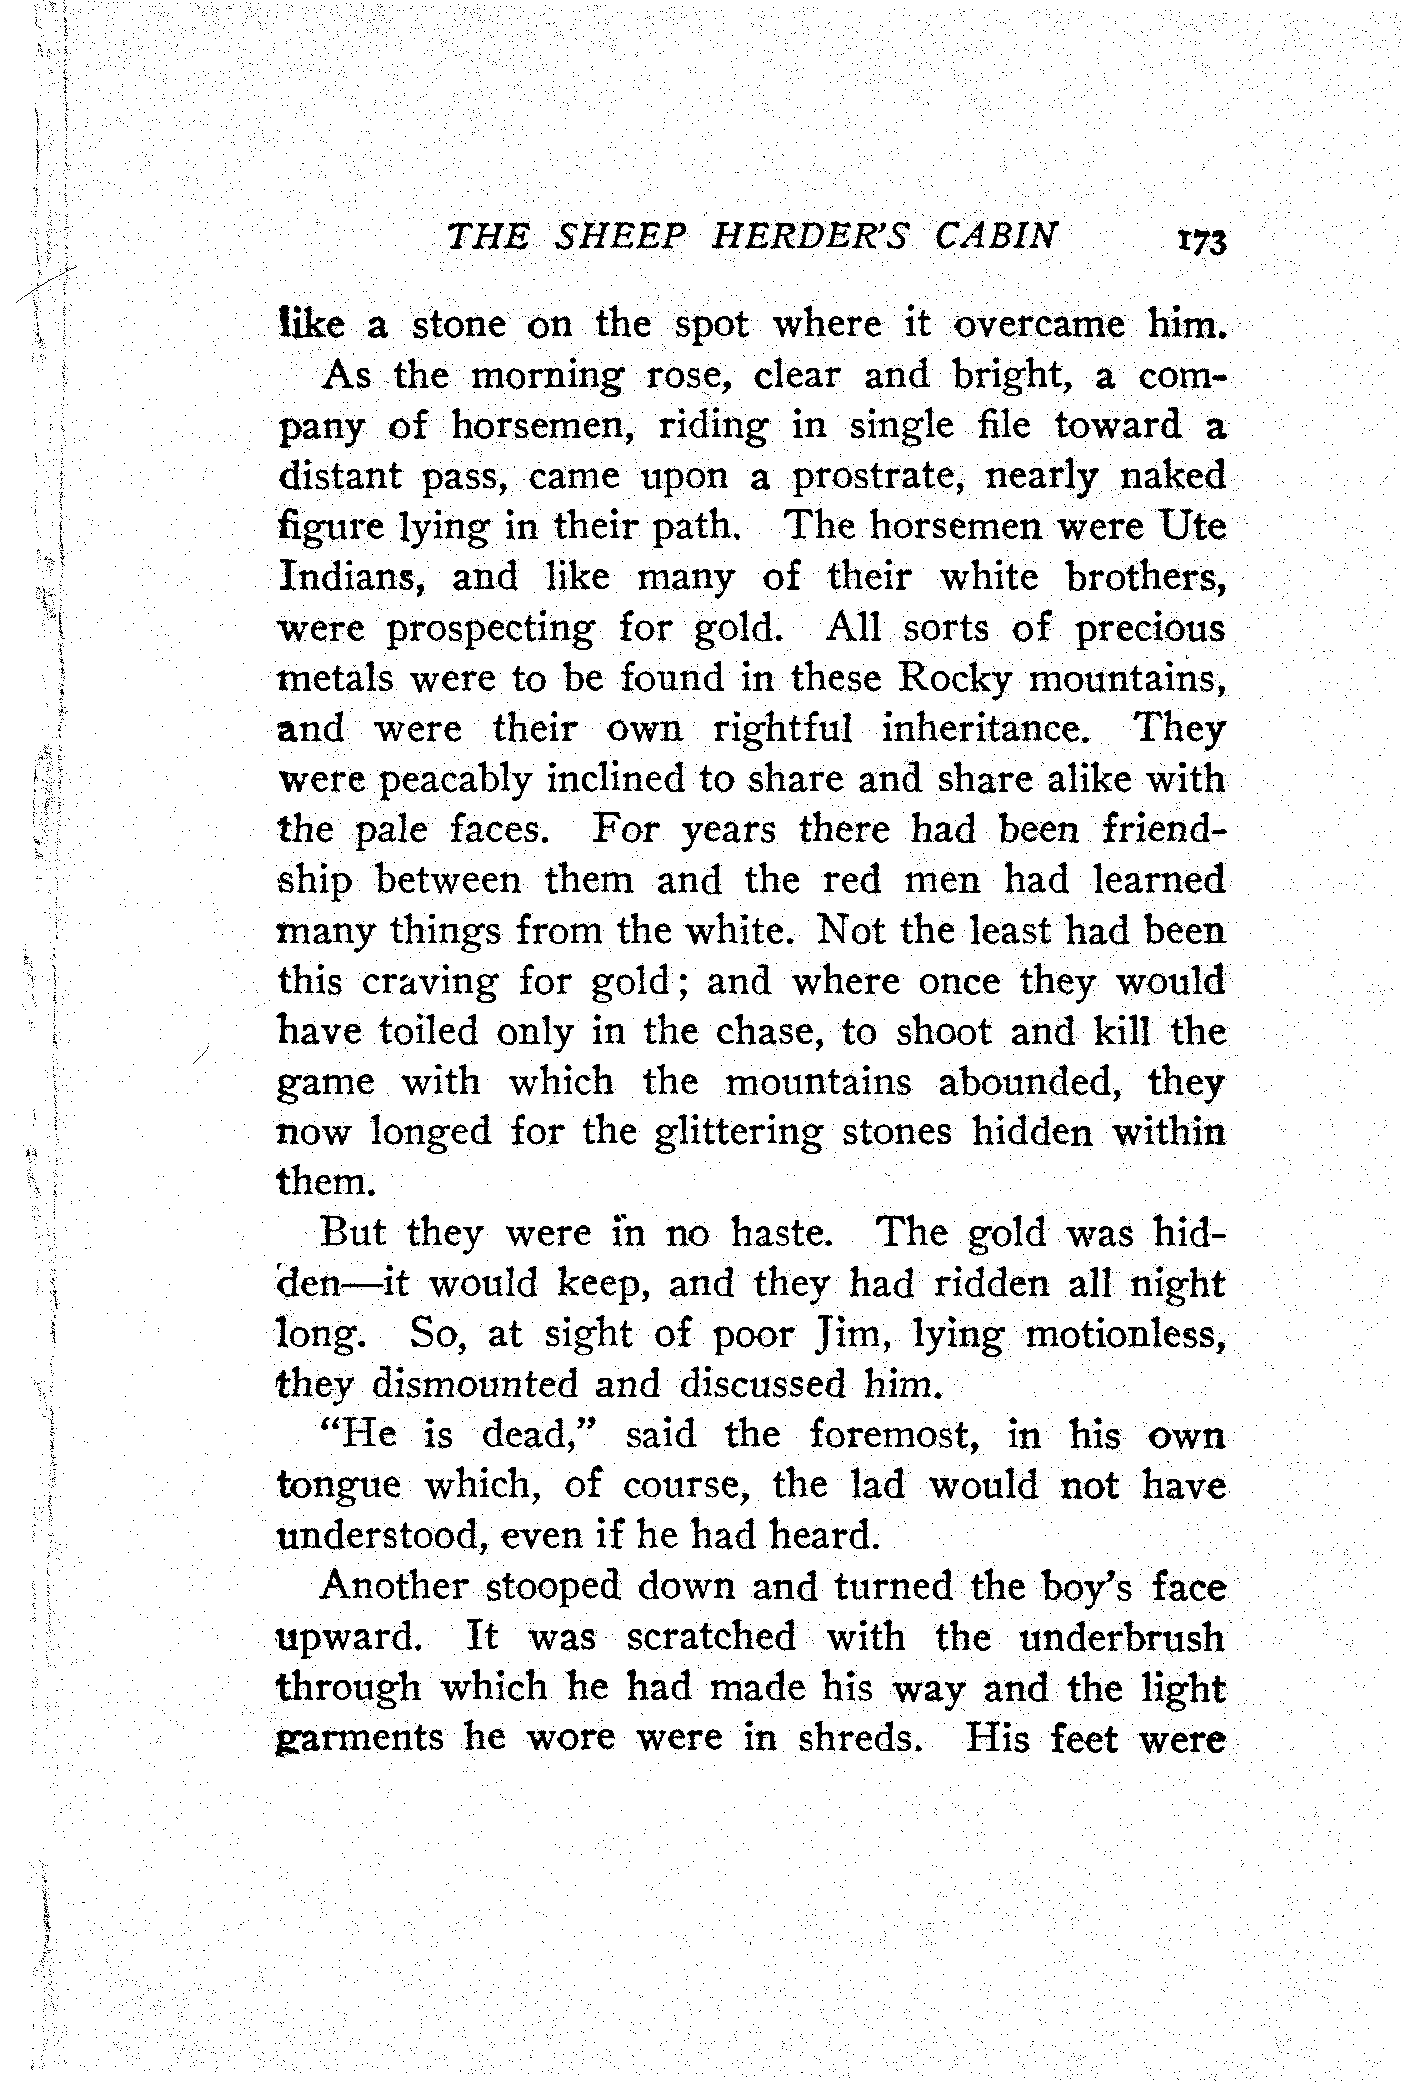 THE SHEEP HERDER'S CABIN 173
like a stone on the spot where it overcame him.
As the morning rose, clear and bright, a com-
pany of horsemen, riding in single file toward a
distant pass, came upon a prostrate, nearly naked
figure lying in their path. The horsemen were Ute
Indians, and like many of their white brothers,
were prospecting for gold. All sorts of precious
metals were to be found in these Rocky mountains,
and were their own rightful inheritance. They
were peacably inclined to share and share alike with
the pale faces. For years there had been friend-
ship between them and the red men had learned
many things from the white. Not the least had been
this craving for gold; and where once they would
have toiled only in the chase, to shoot and kill the
game with which the mountains abounded, they
now longed for the glittering stones hidden within
them.
But they were in no haste. The gold was hid-
den—it would keep, and they had ridden all night
long. So, at sight of poor Jim, lying motionless,
they dismounted and discussed him.
"He is dead," said the foremost, in his own
tongue which, of course, the lad would not have
understood, even if he had heard.
Another stooped down and turned the boy's face
upward. It was scratched with the underbrush
through which he had made his way and the light
garments he wore were in shreds. His feet were